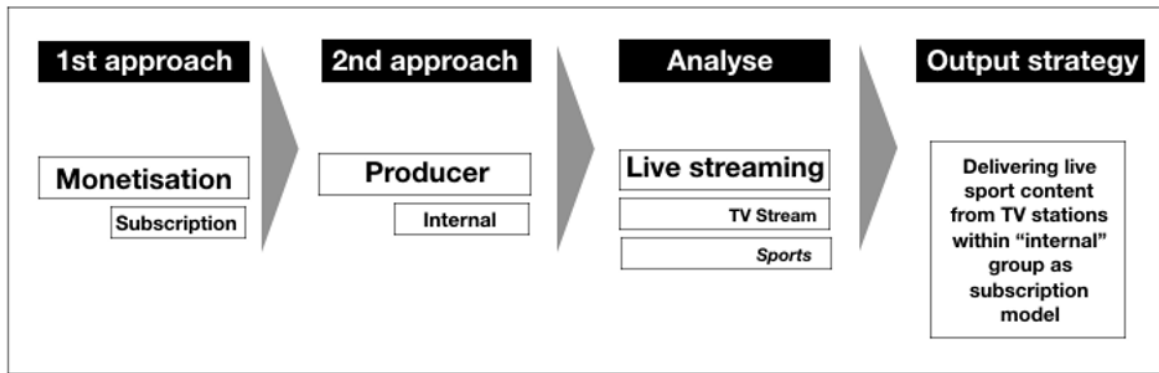 1st approach
Monetisation
Subscription
2nd approach
Producer
Internal
Analyse
Live streaming
TV Stream
Sports
Output strategy
Delivering live
sport content
from TV stations
within “internal”
group as
subscription
model